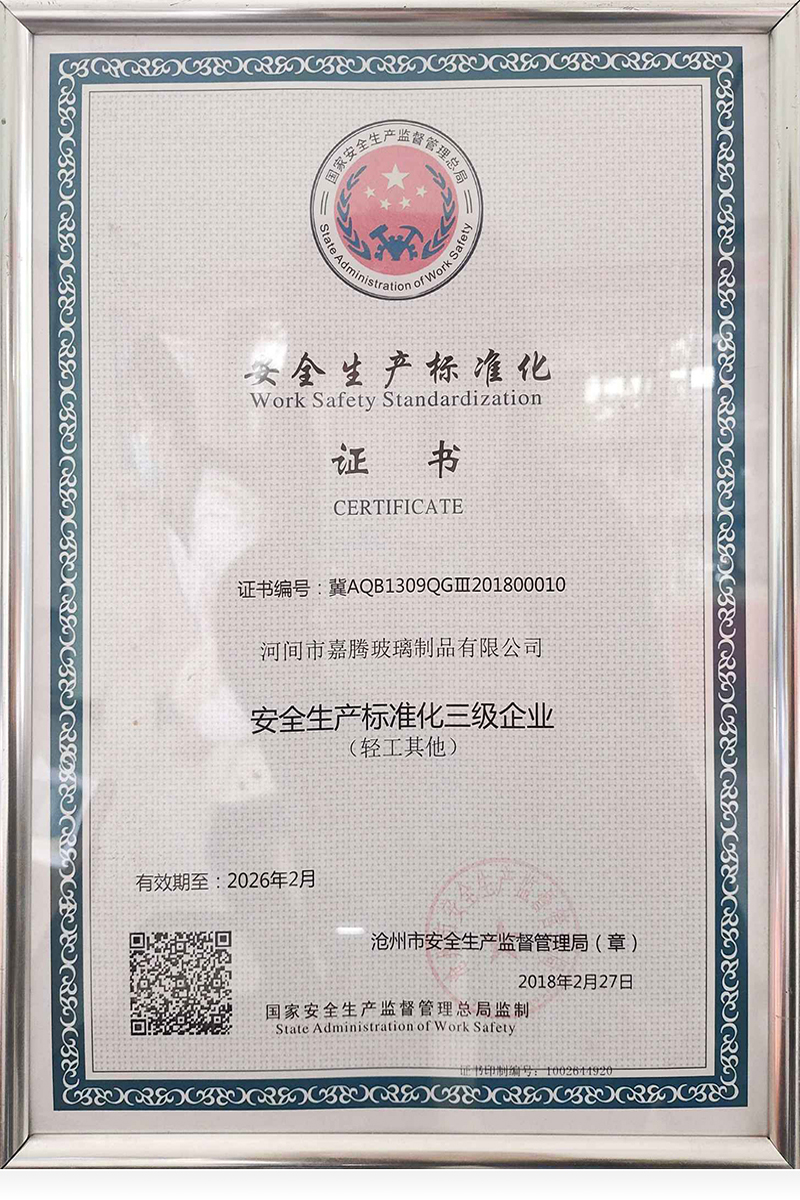 国家安全生产监督管理总局
State Administration of Work Safety
安全生产标准化
Work Safety Standardization
证 书
CERTIFICATE
证书编号：冀AQB1309QGⅢ201800010
河间市嘉腾玻璃制品有限公司
安全生产标准化三级企业
（轻工其他）
有效期至：2026年2月
沧州市安全生产监督管理局（章）
2018年2月27日
国家安全生产监督管理总局监制
State Administration of Work Safety
证书印制编号：1002644920